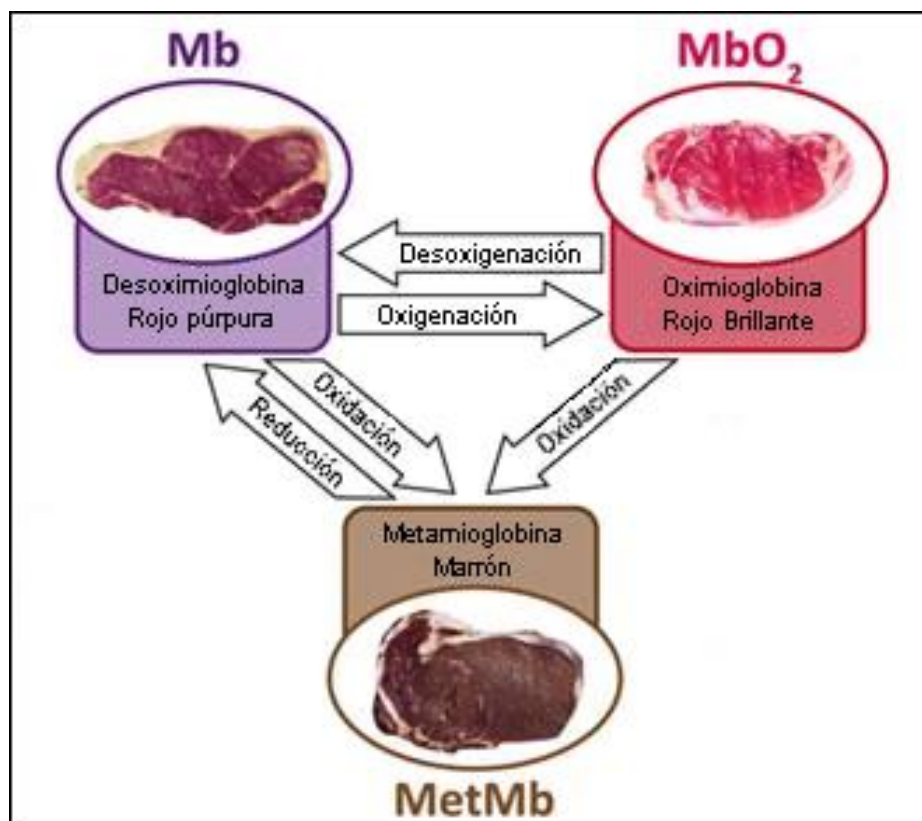 Mb
MbO₂
Desoximioglobina
Rojo púrpura
Desoxigenación
Oxigenación
Oximioglobina
Rojo Brillante
Oxidación
Reducción
Oxidación
Metamioglobina
Marrón
MetMb